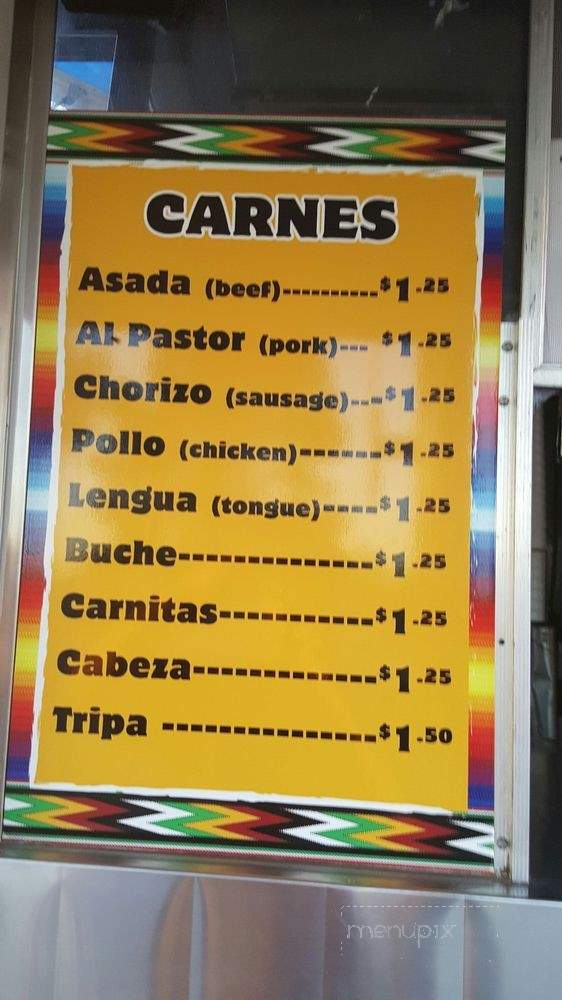 CARNES
Asada (beef)----------$1.25
Al Pastor (pork)--- $1.25
Chorizo (sausage)---$1.25
Pollo (chicken)------$1.25
Lengua (tongue)----$1.25
Buche--------------$1.25
Carnitas-----------$1.25
Cabeza-------------$1.25
Tripa ----------------$1.50
menupix